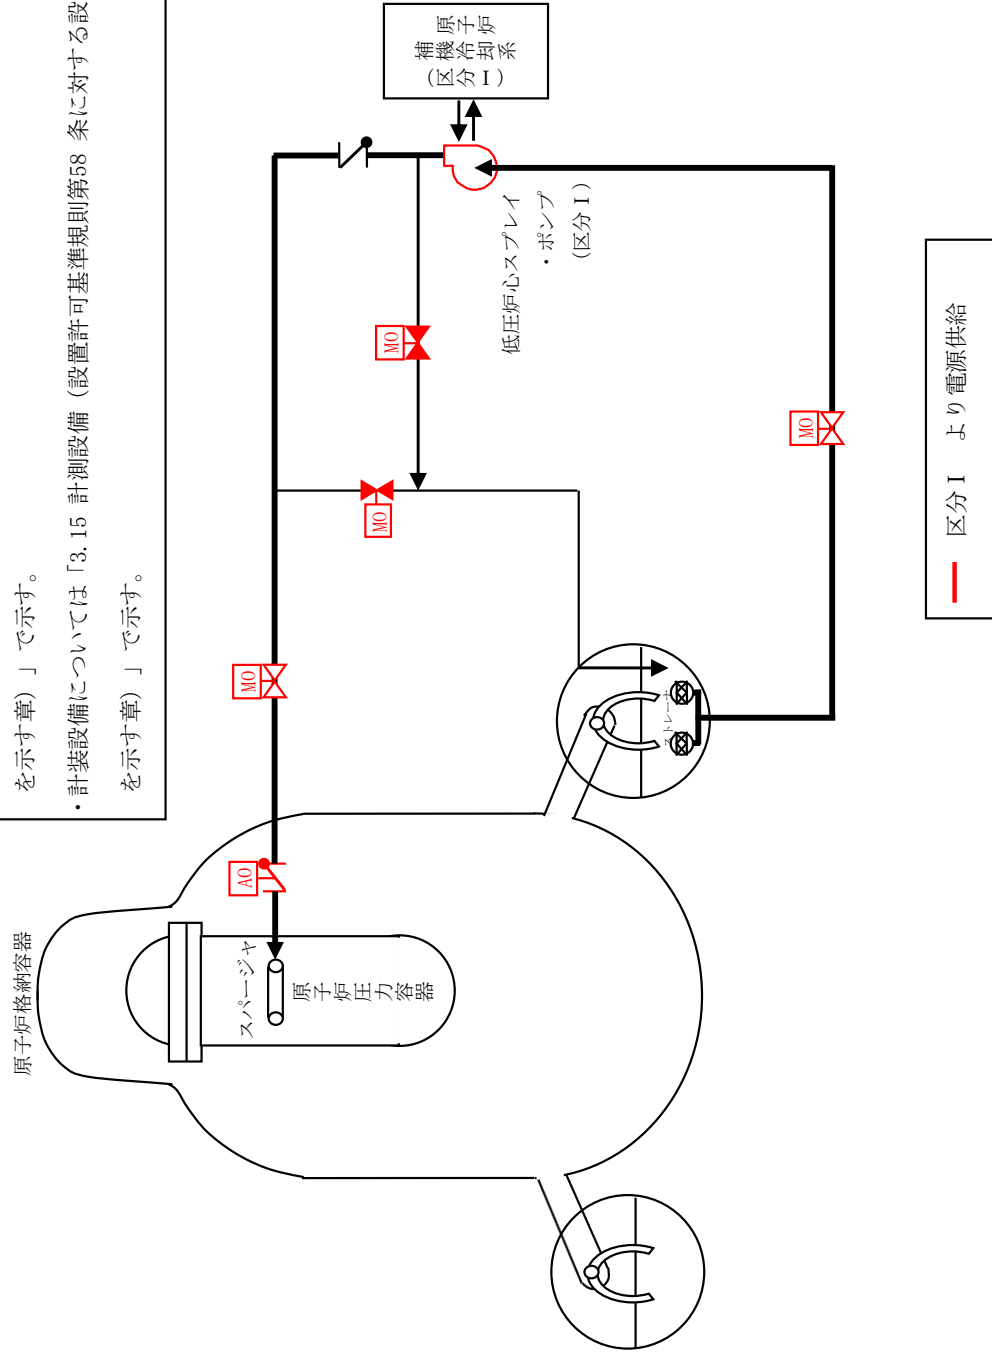 を示す章）」で示す。
・計装設備については「3.15 計測設備（設置許可基準規則第58 条に対する設
を示す章）」で示す。
原子炉格納容器
スパージャ
原子炉圧力容器
AO
MO
MO
MO
MO
原子炉
補機冷却系
（区分Ⅰ）
低圧炉心スプレイ
・ポンプ
（区分Ⅰ）
ストレーナ
区分Ⅰ より電源供給